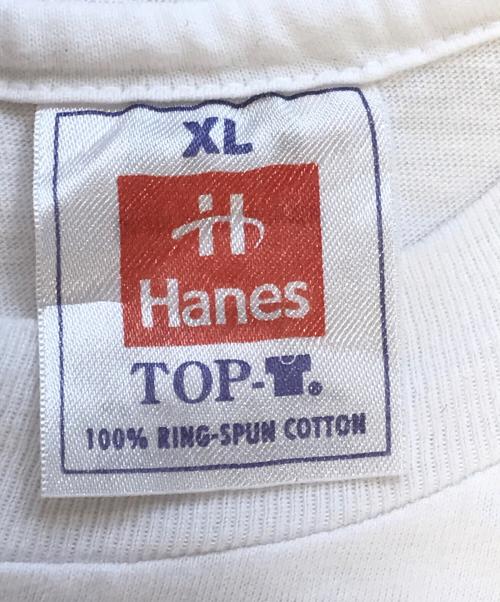 XL
H
Hanes
TOP-®
100% RING-SPUN COTTON